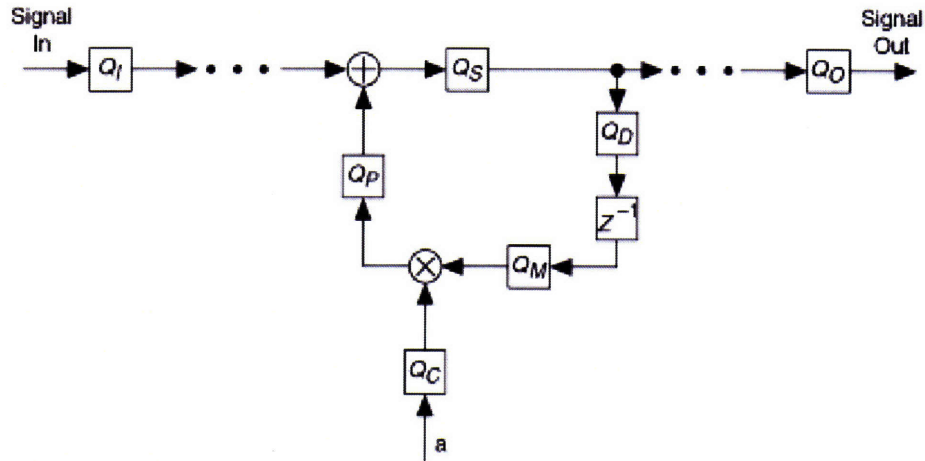 Signal
In
Signal
Out
Q_I
Q_S
Q_O
Q_D
Q_P
z⁻¹
Q_M
Q_C
a